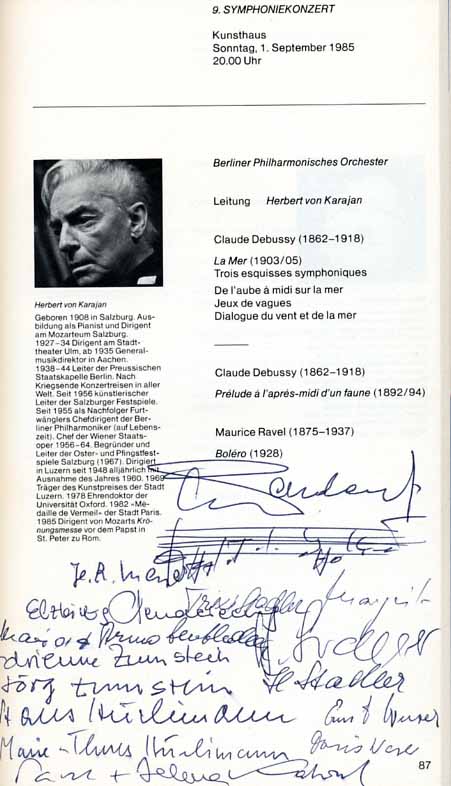 9. SYMPHONIEKONZERT
Kunsthaus
Sonntag, 1. September 1985
20.00 Uhr
Berliner Philharmonisches Orchester
Leitung Herbert von Karajan
Claude Debussy (1862–1918)
La Mer (1903/05)
Trois esquisses symphoniques
De l'aube à midi sur la mer
Jeux de vagues
Dialogue du vent et de la mer
Claude Debussy (1862–1918)
Prélude à l'après-midi d'un faune (1892/94)
Maurice Ravel (1875–1937)
Boléro (1928)
Herbert von Karajan
Geboren 1908 in Salzburg. Aus-
bildung als Pianist und Dirigent
am Mozarteum Salzburg.
1927–34 Dirigent am Stadt-
theater Ulm, ab 1935 General-
musikdirektor in Aachen.
1938–44 Leiter der Preussischen
Staatskapelle Berlin. Nach
Kriegsende Konzertreisen in aller
Welt. Seit 1956 künstlerischer
Leiter der Salzburger Festspiele.
Seit 1955 als Nachfolger Furt-
wänglers Chefdirigent der Ber-
liner Philharmoniker (auf Lebens-
zeit). Chef der Wiener Staats-
oper 1956–64. Begründer und
Leiter der Oster- und Pfingstfest-
spiele Salzburg (1967). Dirigiert
in Luzern seit 1948 alljährlich mit
Ausnahme des Jahres 1960. 1969
Träger des Kunstpreises der Stadt
Luzern. 1978 Ehrendoktor der
Universität Oxford. 1982 «Mé-
daille de Vermeil» der Stadt Paris.
1985 Dirigent von Mozarts Krö-
nungsmesse vor dem Papst in
St. Peter zu Rom.
Zumstein
Jörg Zumstein
H. Stadler
Hans Hürlimann
Marie-Theres Hürlimann
+ Helena
87